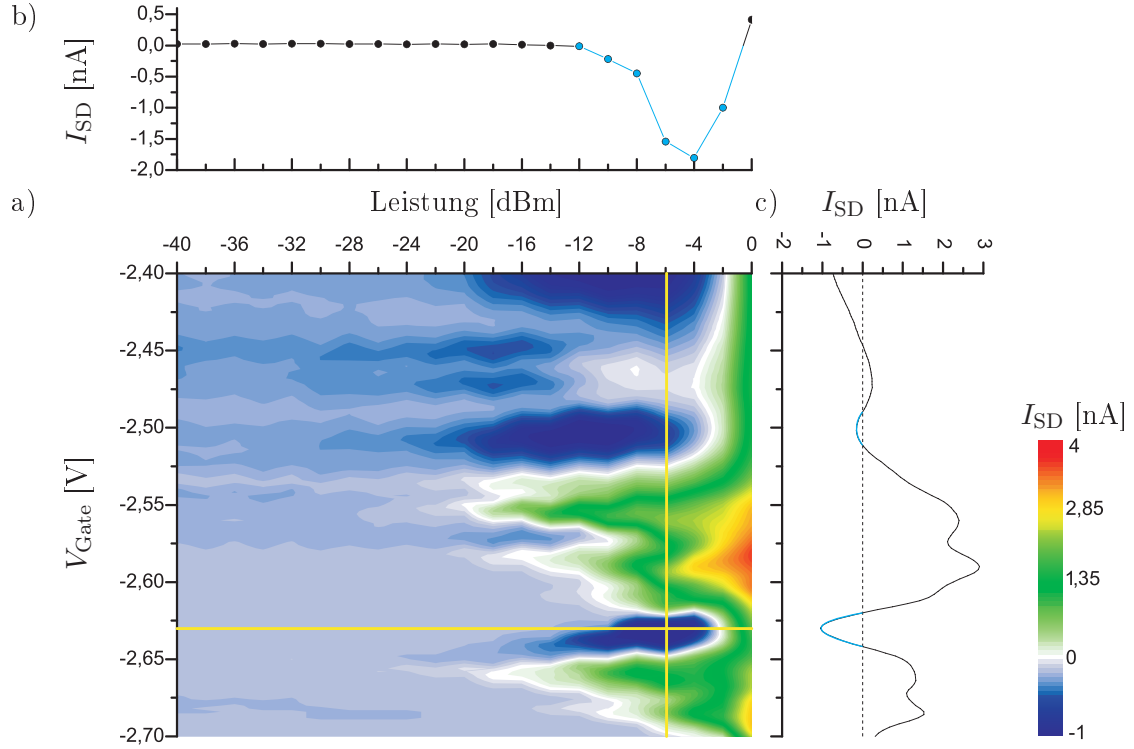 b)
0,5
0,0
-0,5
-1,0
-1,5
-2,0
I_SD [nA]
a)
Leistung [dBm]
c)
I_SD [nA]
-40 -36 -32 -28 -24 -20 -16 -12 -8 -4 0
-2 -1 0 1 2 3
-2,40
-2,45
-2,50
-2,55
-2,60
-2,65
-2,70
V_Gate [V]
I_SD [nA]
4
2,85
1,35
0
-1